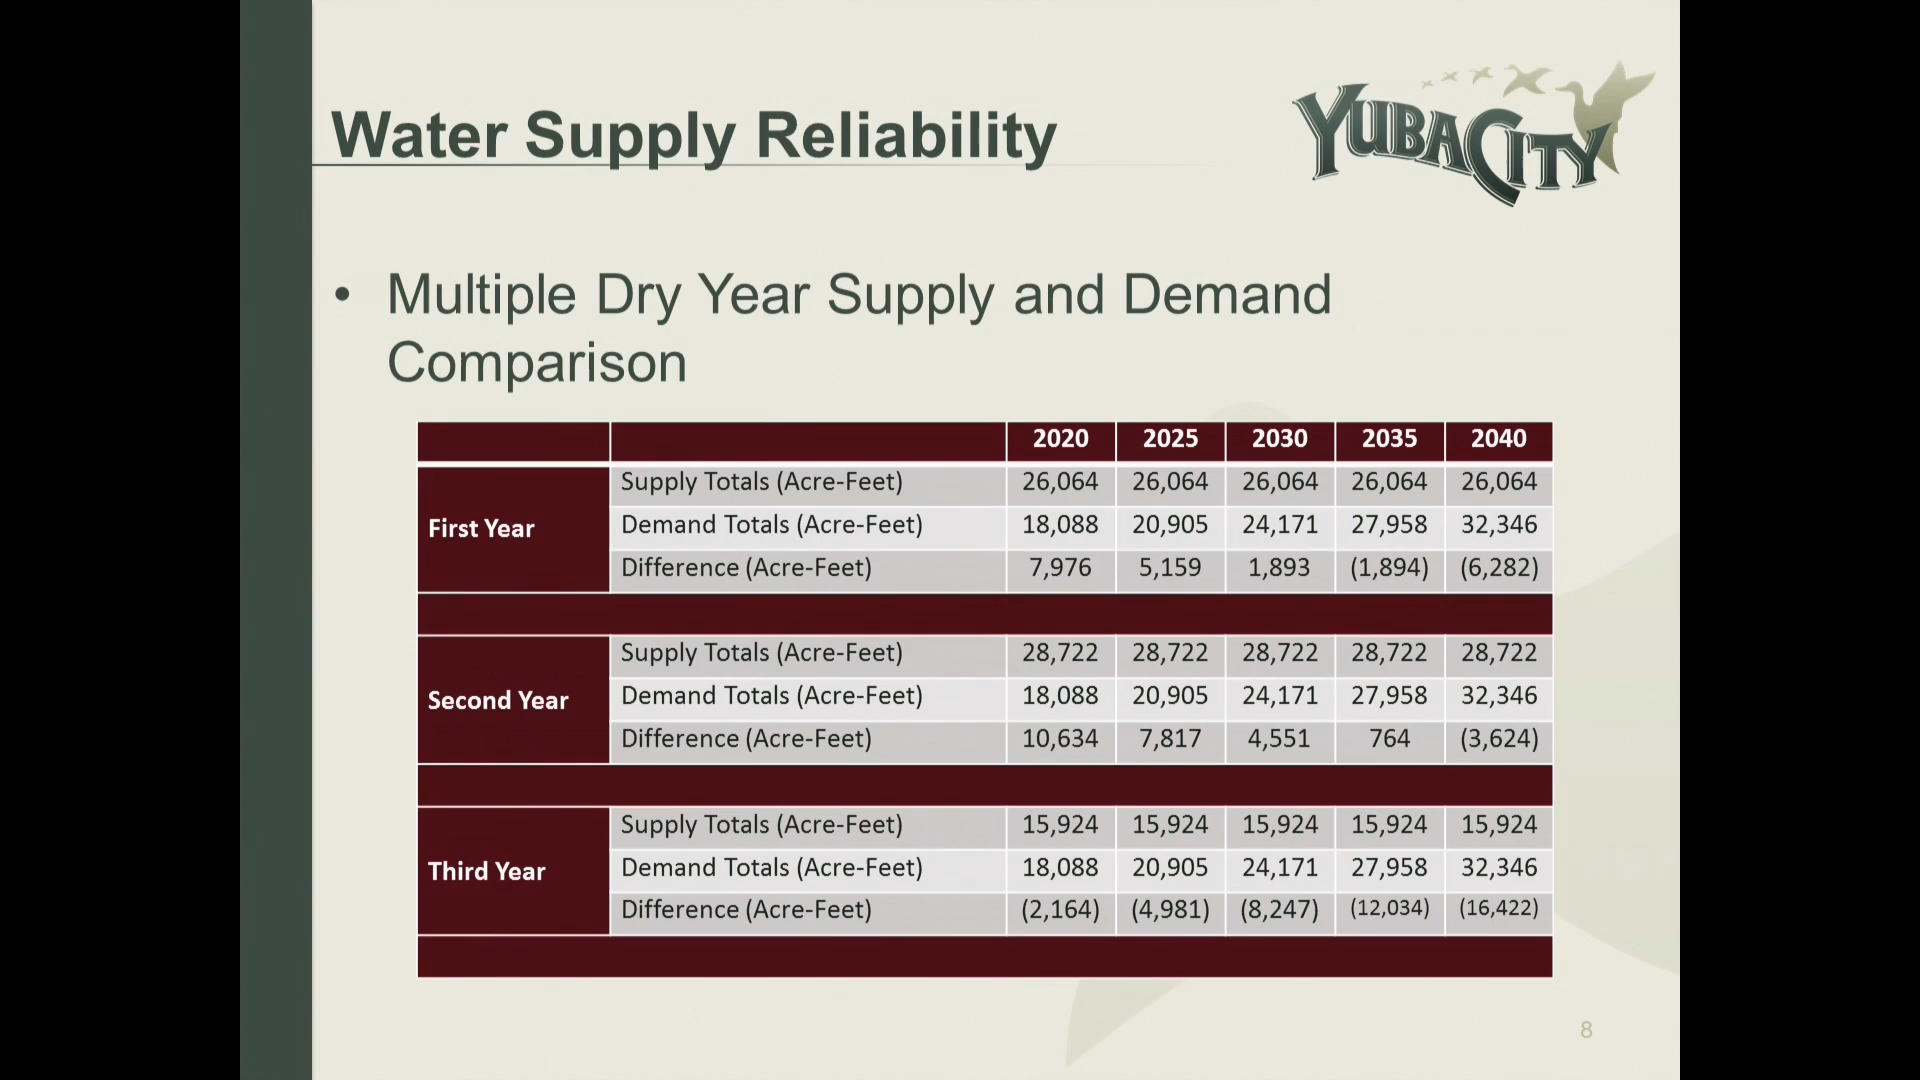 Water Supply Reliability
YUBA CITY
• Multiple Dry Year Supply and Demand
Comparison
2020 2025 2030 2035 2040
First Year
Supply Totals (Acre-Feet) 26,064 26,064 26,064 26,064 26,064
Demand Totals (Acre-Feet) 18,088 20,905 24,171 27,958 32,346
Difference (Acre-Feet) 7,976 5,159 1,893 (1,894) (6,282)
Second Year
Supply Totals (Acre-Feet) 28,722 28,722 28,722 28,722 28,722
Demand Totals (Acre-Feet) 18,088 20,905 24,171 27,958 32,346
Difference (Acre-Feet) 10,634 7,817 4,551 764 (3,624)
Third Year
Supply Totals (Acre-Feet) 15,924 15,924 15,924 15,924 15,924
Demand Totals (Acre-Feet) 18,088 20,905 24,171 27,958 32,346
Difference (Acre-Feet) (2,164) (4,981) (8,247) (12,034) (16,422)
8